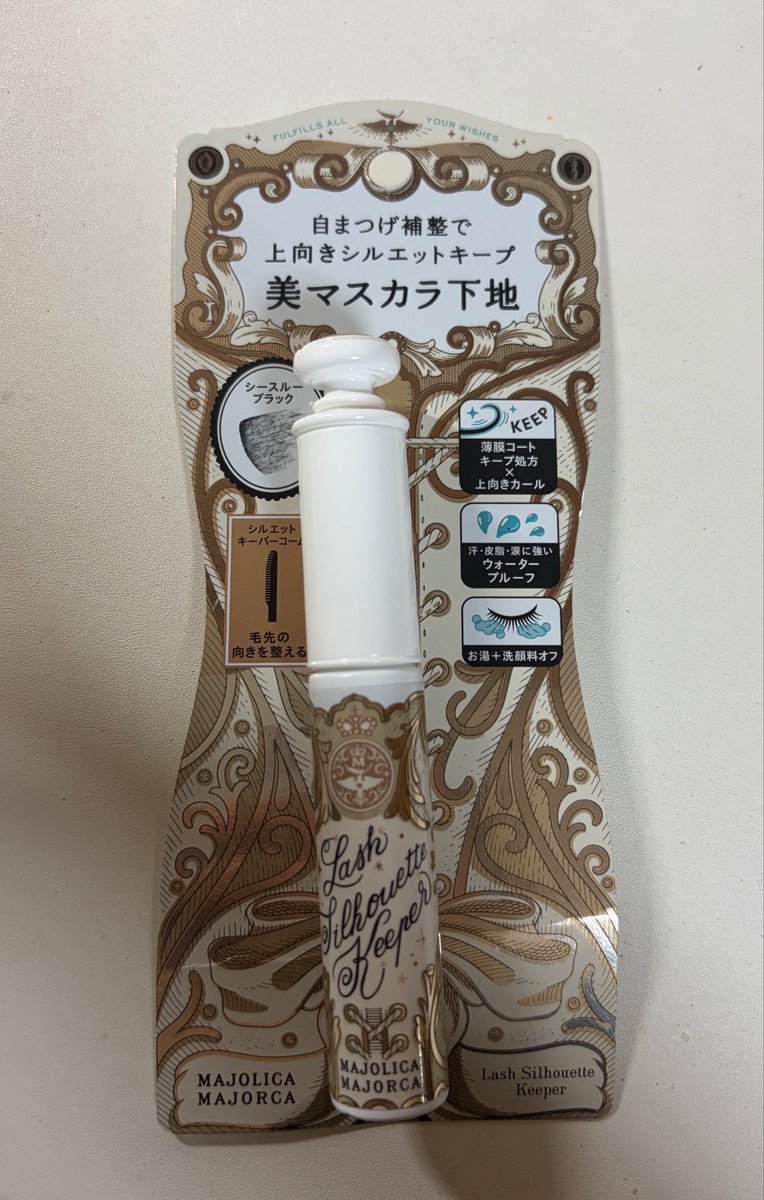 FULFILLS ALL YOUR WISHES
自まつげ補整で
上向きシルエットキープ
美マスカラ下地
シースルー
ブラック
シルエット
キーパーコーム
毛先の
向きを整える
KEEP
薄膜コート
キープ処方
×
上向きカール
汗・皮脂・涙に強い
ウォーター
プルーフ
お湯+洗顔料オフ
M
Lash
Silhouette
Keeper
MAJOLICA
MAJORCA
MAJOLICA
MAJORCA
Lash Silhouette
Keeper